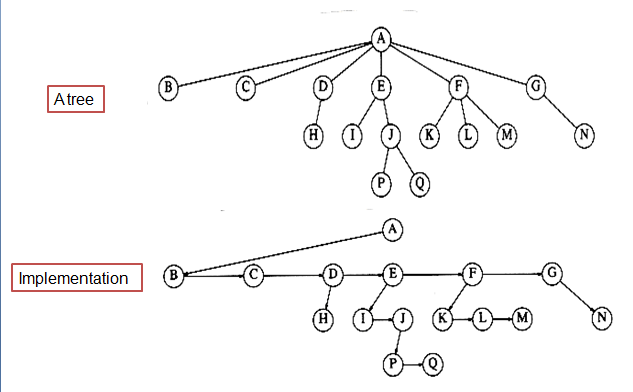 A
B C D E F G
A tree
H I J K L M N
P Q
A
Implementation
B C D E F G
H I J K L M N
P Q